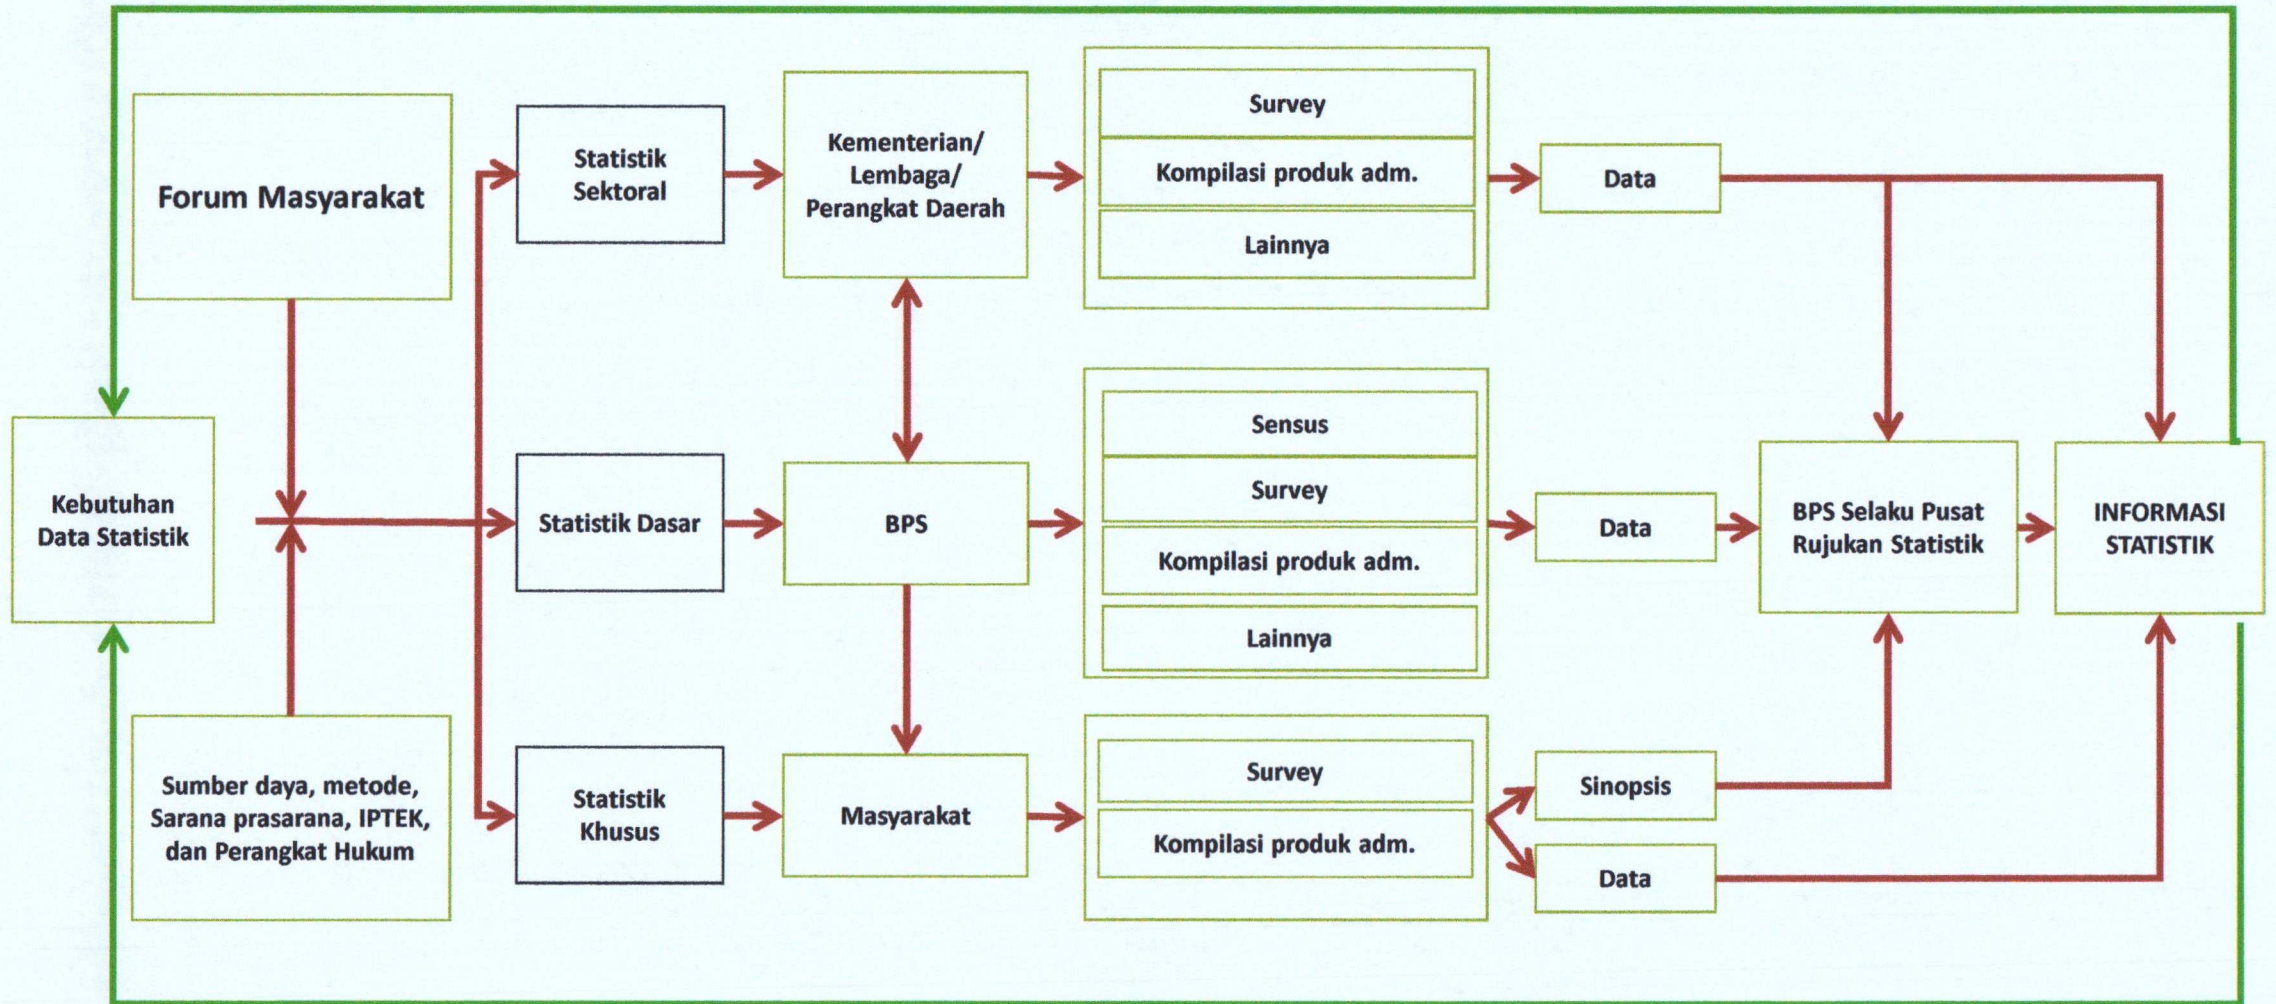 Forum Masyarakat
Kebutuhan
Data Statistik
Sumber daya, metode,
Sarana prasarana, IPTEK,
dan Perangkat Hukum
Statistik
Sektoral
Statistik Dasar
Statistik
Khusus
Kementerian/
Lembaga/
Perangkat Daerah
BPS
Masyarakat
Survey
Kompilasi produk adm.
Lainnya
Sensus
Survey
Kompilasi produk adm.
Lainnya
Survey
Kompilasi produk adm.
Data
Data
Sinopsis
Data
BPS Selaku Pusat
Rujukan Statistik
INFORMASI
STATISTIK